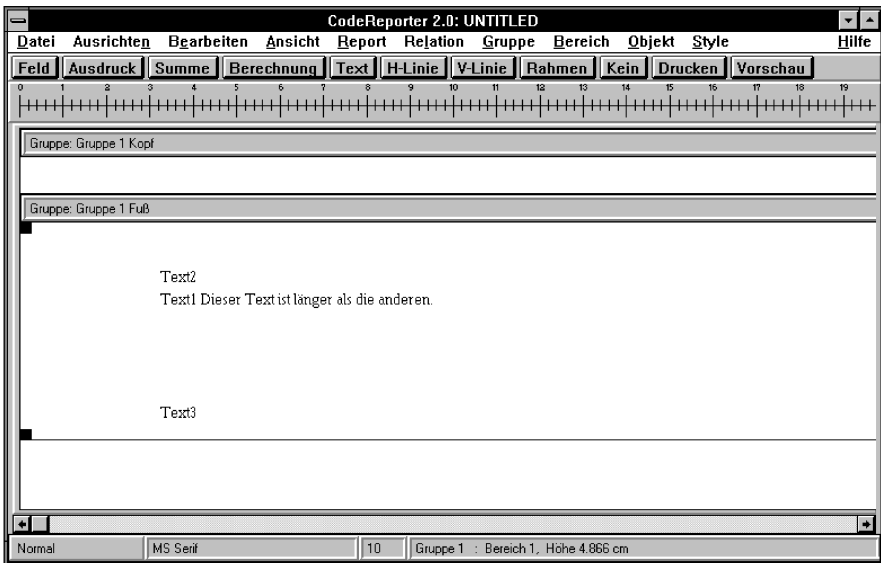 CodeReporter 2.0: UNTITLED
Datei Ausrichten Bearbeiten Ansicht Report Relation Gruppe Bereich Objekt Style Hilfe
Feld Ausdruck Summe Berechnung Text H-Linie V-Linie Rahmen Kein Drucken Vorschau
0 1 2 3 4 5 6 7 8 9 10 11 12 13 14 15 16 17 18 19
Gruppe: Gruppe 1 Kopf
Gruppe: Gruppe 1 Fuß
Text2
Text1 Dieser Text ist länger als die anderen.
Text3
Normal MS Serif 10 Gruppe 1 : Bereich 1, Höhe 4.866 cm